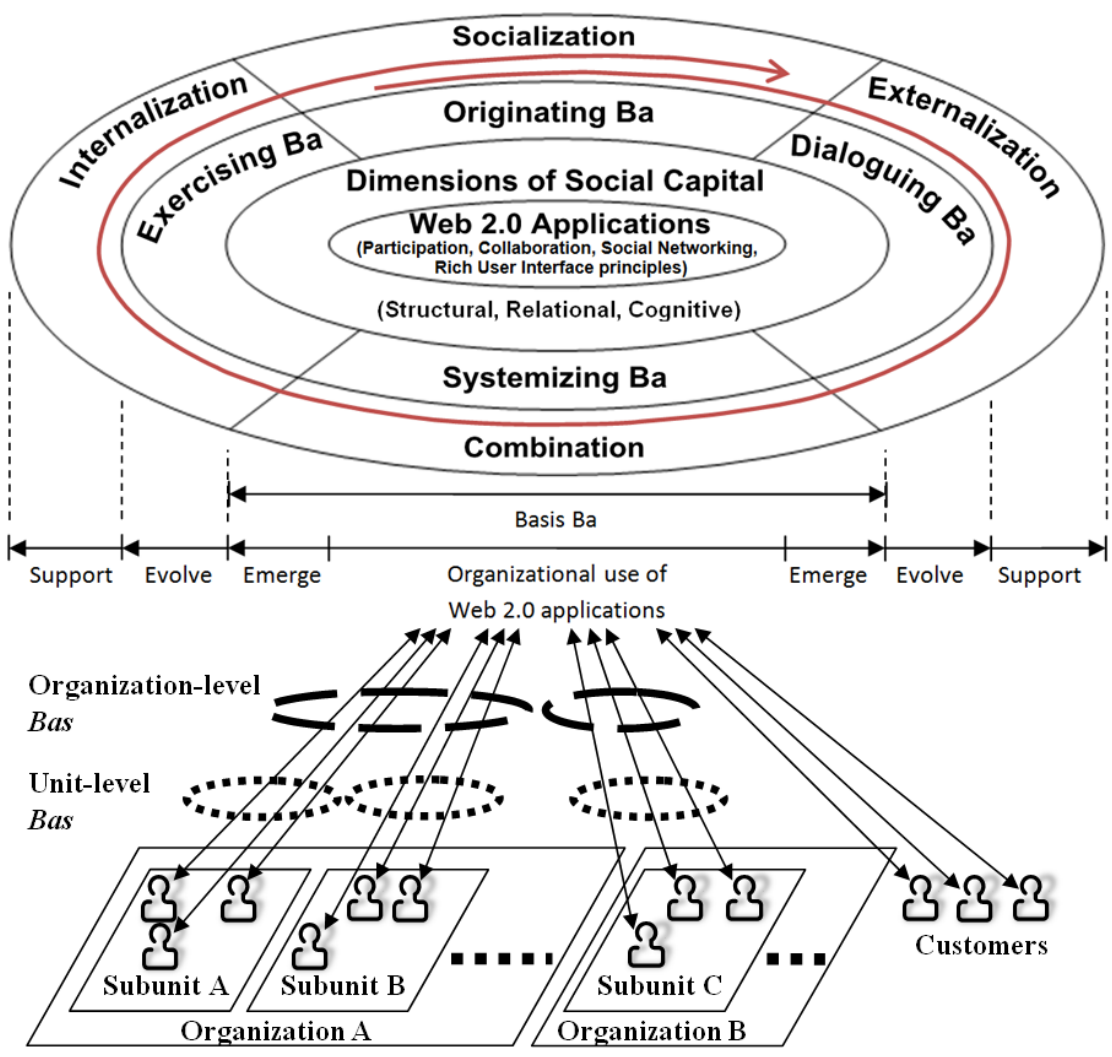 Socialization
Internalization
Externalization
Originating Ba
Exercising Ba
Dialoguing Ba
Dimensions of Social Capital
Web 2.0 Applications
(Participation, Collaboration, Social Networking,
Rich User Interface principles)
(Structural, Relational, Cognitive)
Systemizing Ba
Combination
Basis Ba
Support
Evolve
Emerge
Organizational use of
Web 2.0 applications
Emerge
Evolve
Support
Organization-level
Bas
Unit-level
Bas
Subunit A
Subunit B
Subunit C
Customers
Organization A
Organization B